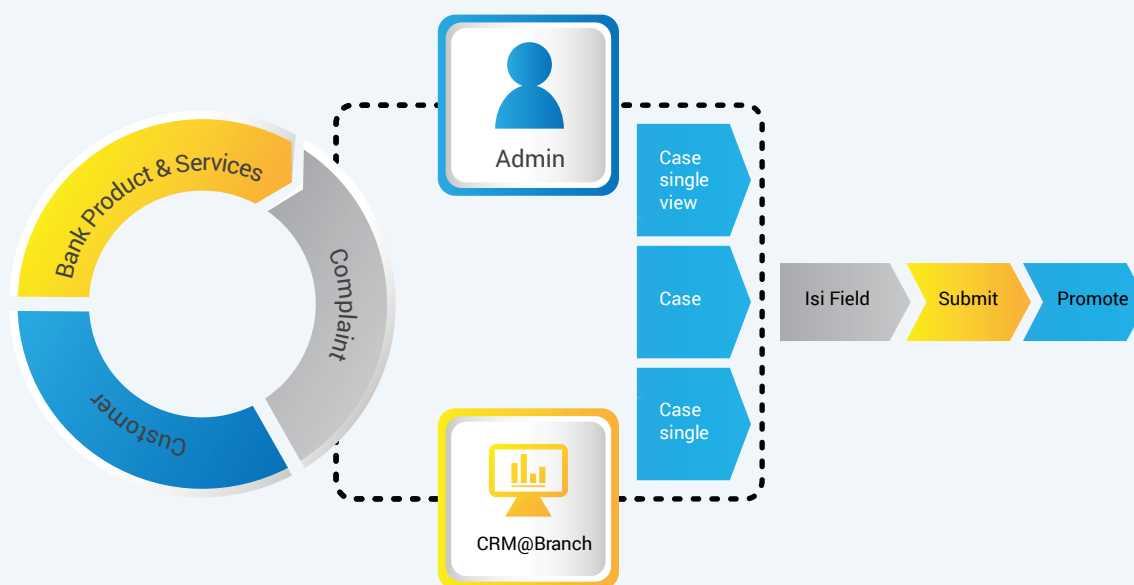 Bank Product & Services
Complaint
Customer
Admin
CRM@Branch
Case
single
view
Case
Case
single
Isi Field
Submit
Promote